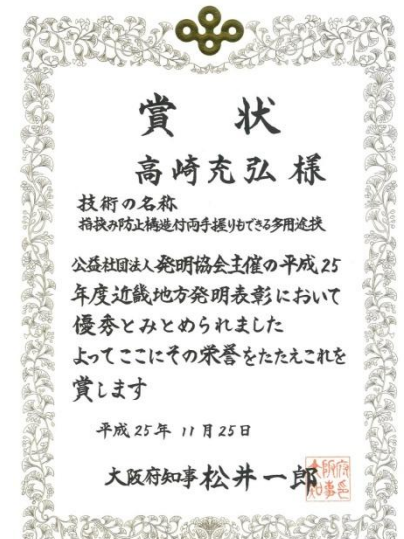 賞状
高崎充弘 様
技術の名称
指挟み防止構造付両手握りもできる多用途鋏
公益社団法人発明協会主催の平成25
年度近畿地方発明表彰において
優秀とみとめられました
よってここにその栄誉をたたえこれを
賞します
平成25年11月25日
大阪府知事松井一郎